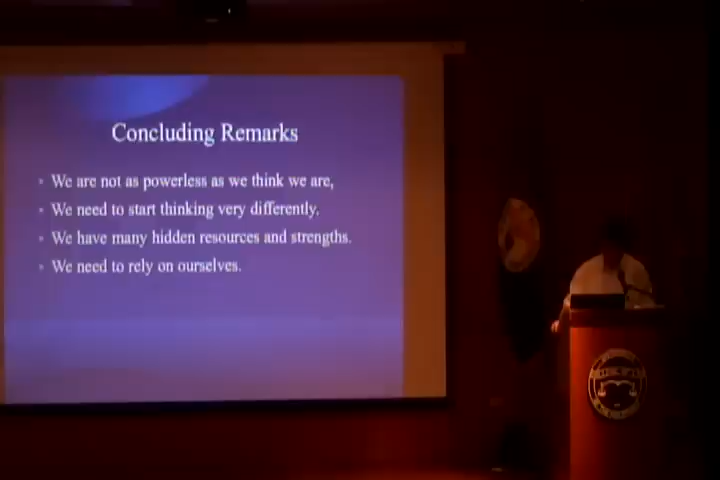 Concluding Remarks
We are not as powerless as we think we are,
We need to start thinking very differently.
We have many hidden resources and strengths.
We need to rely on ourselves.